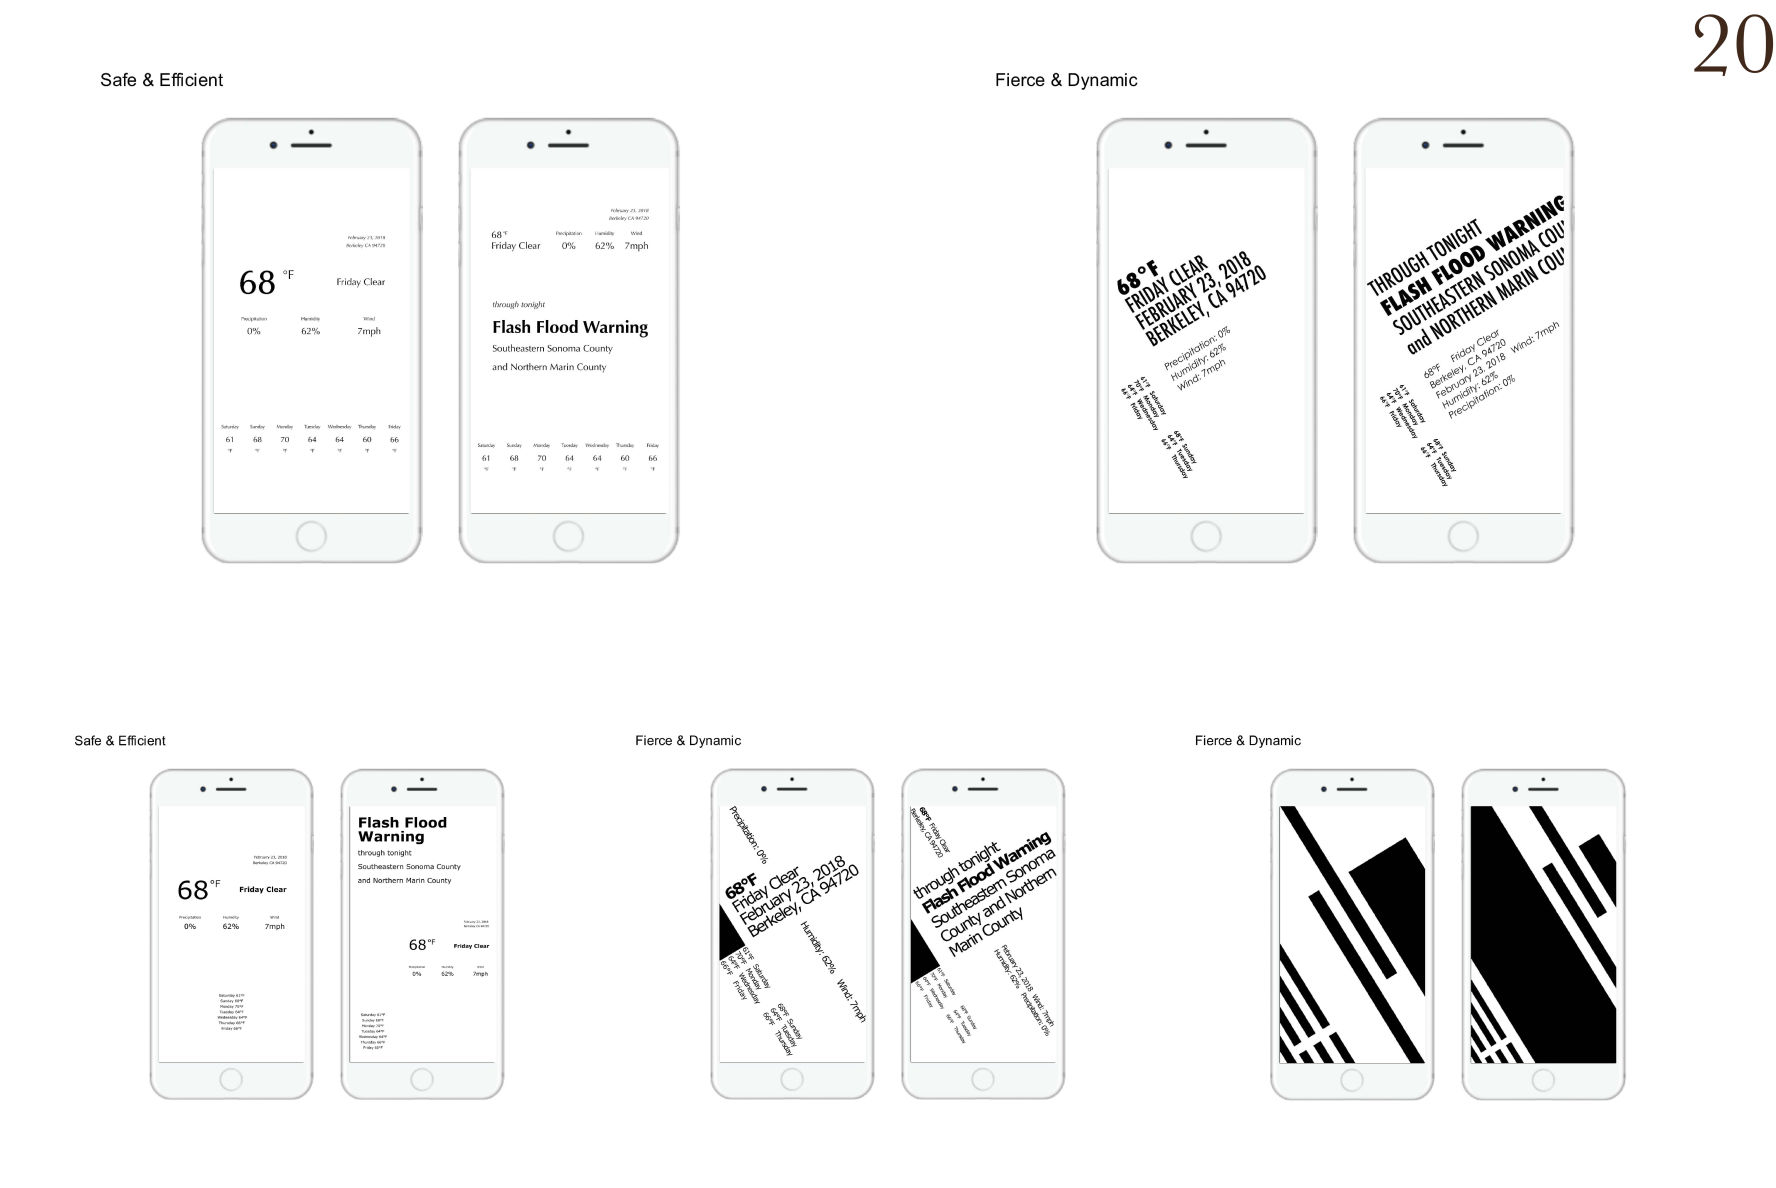 20
Safe & Efficient
February 23, 2018
Berkeley CA 94720
68 °F
Friday Clear
Precipitation Humidity Wind
0% 62% 7mph
Saturday Sunday Monday Tuesday Wednesday Thursday Friday
61 68 70 64 64 60 66
°F °F °F °F °F °F °F
February 23, 2018
Berkeley CA 94720
68 °F
Friday Clear
Precipitation Humidity Wind
0% 62% 7mph
through tonight
Flash Flood Warning
Southeastern Sonoma County
and Northern Marin County
Saturday Sunday Monday Tuesday Wednesday Thursday Friday
61 68 70 64 64 60 66
°F °F °F °F °F °F °F
Fierce & Dynamic
68°F
FRIDAY CLEAR
FEBRUARY 23, 2018
BERKELEY, CA 94720
Precipitation: 0%
Humidity: 62%
Wind: 7mph
61°F Saturday
70°F Monday
64°F Wednesday
66°F Friday
68°F Sunday
64°F Tuesday
66°F Thursday
THROUGH TONIGHT
FLASH FLOOD WARNING
SOUTHEASTERN SONOMA COU
and NORTHERN MARIN COU
68°F Friday Clear
Berkeley, CA 94720
February 23, 2018 Wind: 7mph
Humidity: 62%
Precipitation: 0%
61°F Saturday
70°F Monday
64°F Wednesday
66°F Friday
68°F Sunday
64°F Tuesday
66°F Thursday
Safe & Efficient
February 23, 2018
Berkeley CA 94720
68°F
Friday Clear
Precipitation Humidity Wind
0% 62% 7mph
Saturday 61°F
Sunday 68°F
Monday 70°F
Tuesday 64°F
Wednesday 64°F
Thursday 66°F
Friday 66°F
Flash Flood
Warning
through tonight
Southeastern Sonoma County
and Northern Marin County
February 23, 2018
Berkeley CA 94720
68°F
Friday Clear
Precipitation Humidity Wind
0% 62% 7mph
Saturday 61°F
Sunday 68°F
Monday 70°F
Tuesday 64°F
Wednesday 64°F
Thursday 66°F
Friday 66°F
Fierce & Dynamic
Precipitation: 0%
68°F
Friday Clear
February 23, 2018
Berkeley, CA 94720
Humidity: 62%
Wind: 7mph
61°F Saturday
70°F Monday
64°F Wednesday
66°F Friday
68°F Sunday
64°F Tuesday
66°F Thursday
68°F Friday Clear
Berkeley, CA 94720
through tonight
Flash Flood Warning
Southeastern Sonoma
County and Northern
Marin County
February 23, 2018 Wind: 7mph
Humidity: 62% Precipitation: 0%
61°F Saturday
70°F Monday
64°F Wednesday
66°F Friday
68°F Sunday
64°F Tuesday
66°F Thursday
Fierce & Dynamic